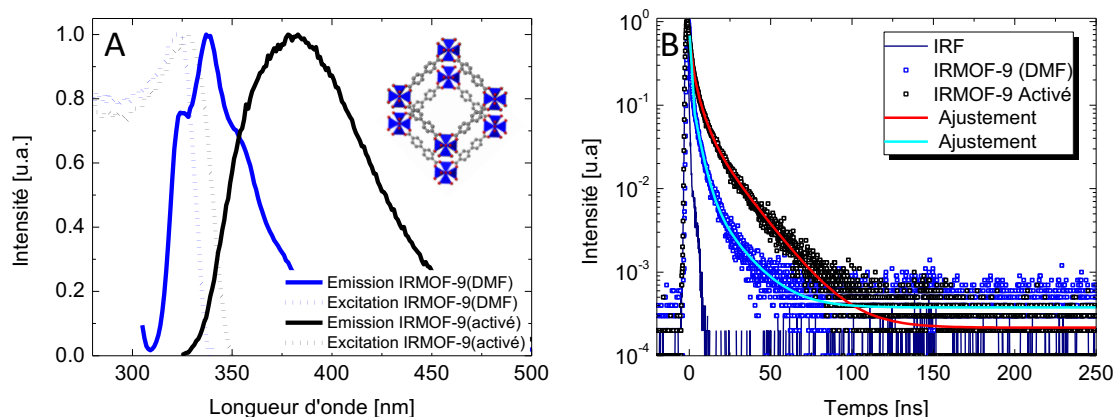 A
Intensité [u.a.]
1.0
0.8
0.6
0.4
0.2
0.0
300
350
400
450
500
Longueur d'onde [nm]
Emission IRMOF-9(DMF)
Excitation IRMOF-9(DMF)
Emission IRMOF-9(activé)
Excitation IRMOF-9(activé)
B
Intensité [u.a]
10^0
10^-1
10^-2
10^-3
10^-4
0
50
100
150
200
250
Temps [ns]
IRF
IRMOF-9 (DMF)
IRMOF-9 Activé
Ajustement
Ajustement